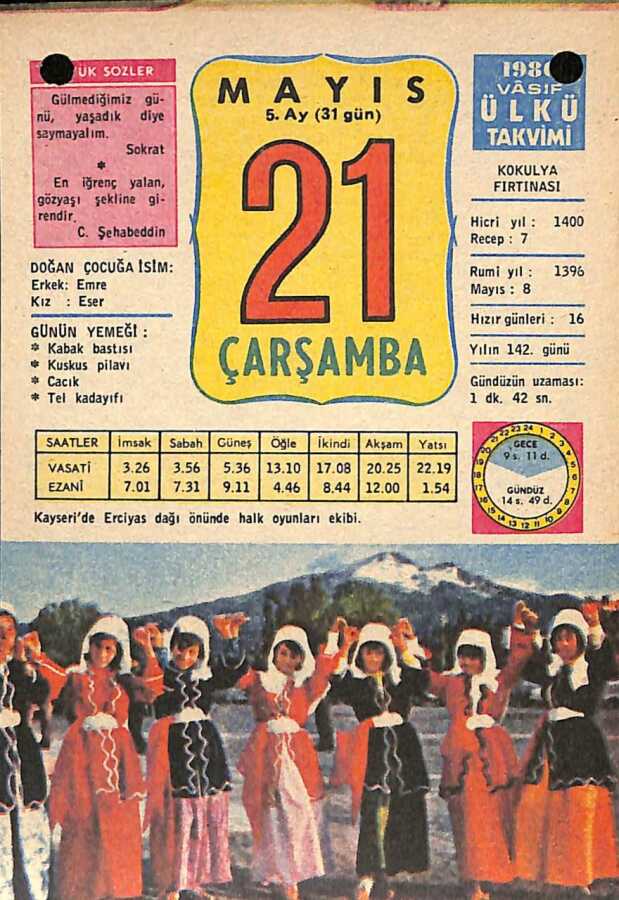 UK SOZLER
Gülmediğimiz gü-
nü, yaşadık diye
saymayalım.
Sokrat
*
En iğrenç yalan,
gözyaşı şekline gi-
rendir.
C. Şehabeddin
DOĞAN ÇOCUĞA İSİM:
Erkek: Emre
Kız : Eser
GÜNÜN YEMEĞİ :
* Kabak bastısı
* Kuskus pilavı
* Cacık
* Tel kadayıfı
MAYIS
5. Ay (31 gün)
21
ÇARŞAMBA
198
VÂSIF
ÜLKÜ
TAKVİMİ
KOKULYA
FIRTINASI
Hicri yıl : 1400
Recep : 7
Rumi yıl : 1396
Mayıs : 8
Hızır günleri : 16
Yılın 142. günü
Gündüzün uzaması:
1 dk. 42 sn.
SAATLER İmsak Sabah Güneş Öğle İkindi Akşam Yatsı
VASATİ 3.26 3.56 5.36 13.10 17.08 20.25 22.19
EZANİ 7.01 7.31 9.11 4.46 8.44 12.00 1.54
GECE
9 s. 11 d.
GÜNDÜZ
14 s. 49 d.
Kayseri'de Erciyas dağı önünde halk oyunları ekibi.